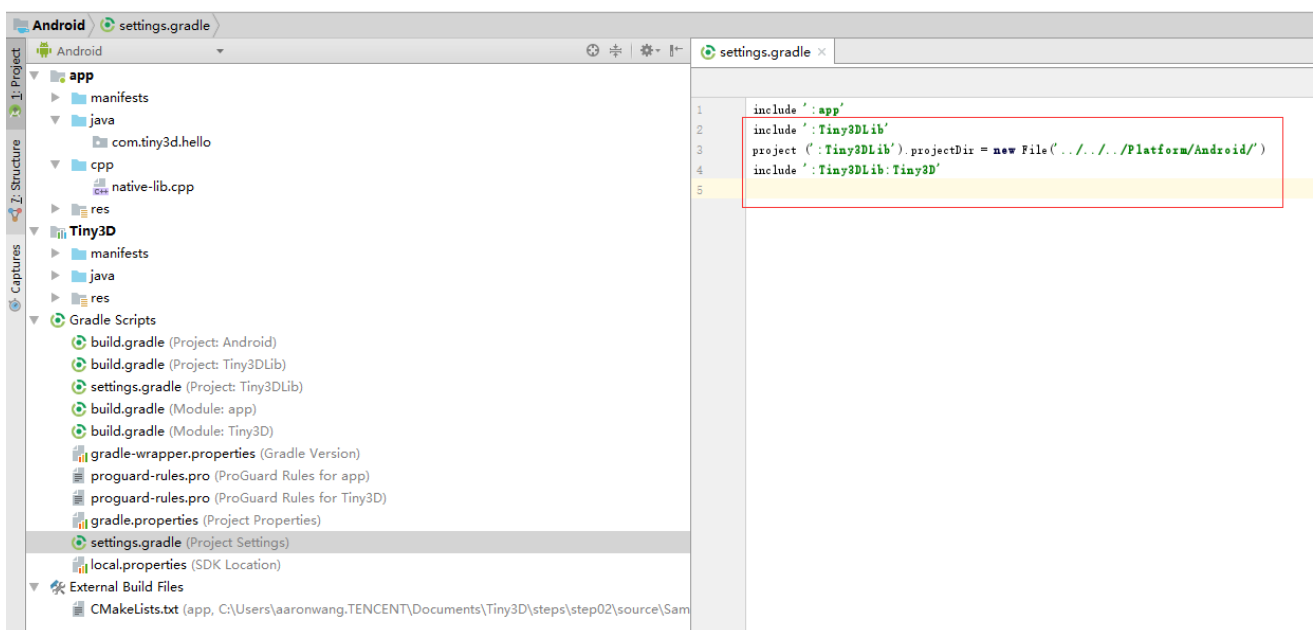 Android settings.gradle
1: Project
7: Structure
Captures
Android
app
manifests
java
com.tiny3d.hello
cpp
native-lib.cpp
res
Tiny3D
manifests
java
res
Gradle Scripts
build.gradle (Project: Android)
build.gradle (Project: Tiny3DLib)
settings.gradle (Project: Tiny3DLib)
build.gradle (Module: app)
build.gradle (Module: Tiny3D)
gradle-wrapper.properties (Gradle Version)
proguard-rules.pro (ProGuard Rules for app)
proguard-rules.pro (ProGuard Rules for Tiny3D)
gradle.properties (Project Properties)
settings.gradle (Project Settings)
local.properties (SDK Location)
External Build Files
CMakeLists.txt (app, C:\Users\aaronwang.TENCENT\Documents\Tiny3D\steps\step02\source\Sam
settings.gradle
1 include ':app'
2 include ':Tiny3DLib'
3 project (':Tiny3DLib').projectDir = new File('../../../Platform/Android/')
4 include ':Tiny3DLib:Tiny3D'
5